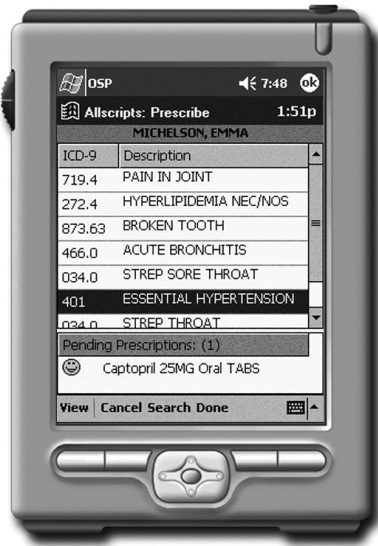 OSP 7:48 ok
Allscripts: Prescribe 1:51p
MICHELSON, EMMA
ICD-9 Description
719.4 PAIN IN JOINT
272.4 HYPERLIPIDEMIA NEC/NOS
873.63 BROKEN TOOTH
466.0 ACUTE BRONCHITIS
034.0 STREP SORE THROAT
401 ESSENTIAL HYPERTENSION
034.0 STREP THROAT
Pending Prescriptions: (1)
Captopril 25MG Oral TABS
View Cancel Search Done